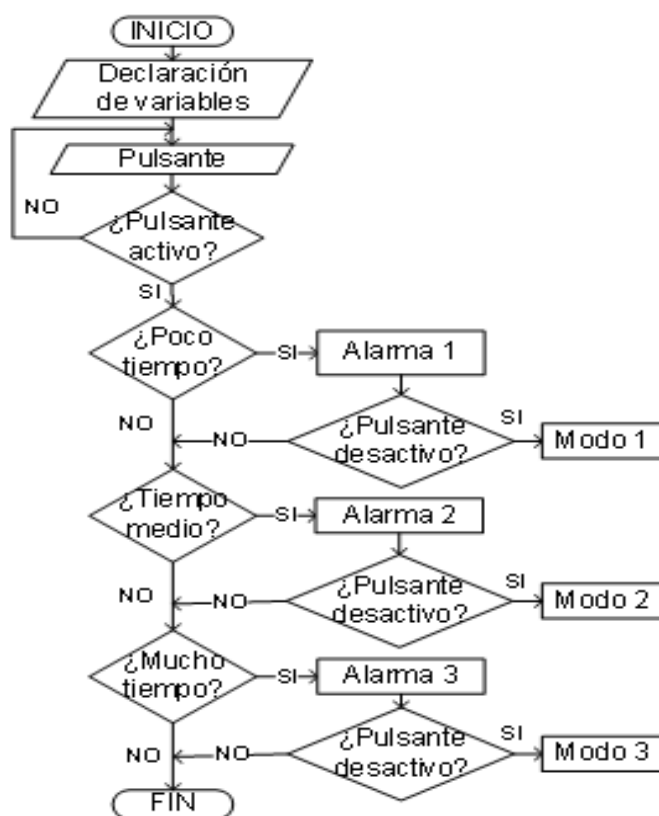 INICIO
Declaración
de variables
Pulsante
NO
¿Pulsante
activo?
SI
¿Poco
tiempo?
SI
Alarma 1
NO
NO
¿Pulsante
desactivo?
SI
Modo 1
¿Tiempo
medio?
SI
Alarma 2
NO
NO
¿Pulsante
desactivo?
SI
Modo 2
¿Mucho
tiempo?
SI
Alarma 3
NO
NO
¿Pulsante
desactivo?
SI
Modo 3
FIN